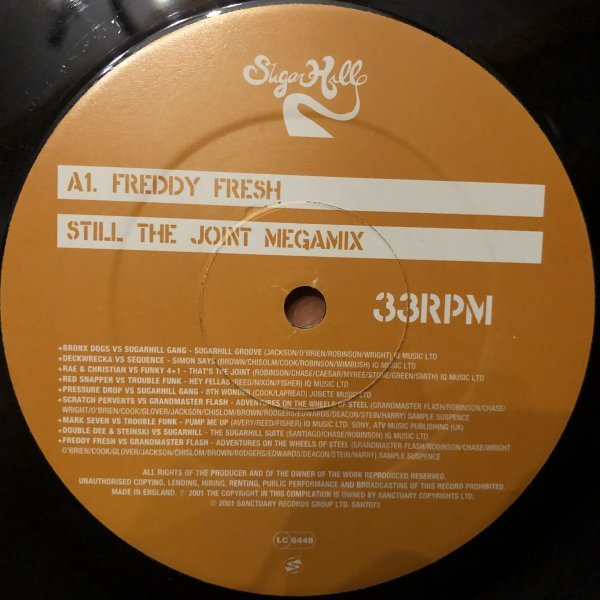 Sugar Hill
A1. FREDDY FRESH
STILL THE JOINT MEGAMIX
33RPM
+BRONX DOGS VS SUGARHILL GANG - SUGARHILL GROOVE (JACKSON/O'BRIEN/ROBINSON/WRIGHT) IQ MUSIC LTD
+DECKWRECKA VS SEQUENCE - SIMON SAYS (BROWN/CHISOLM/COOK/ROBINSON/WIMBUSH) IQ MUSIC LTD
+RAE & CHRISTIAN VS FUNKY 4+1 - THAT'S THE JOINT (ROBINSON/CHASE/CAESAR/MYREE/STONE/GREEN/SMITH) IQ MUSIC LTD
+RED SNAPPER VS TROUBLE FUNK - HEY FELLAS (REED/NIXON/FISHER) IQ MUSIC LTD
+PRESSURE DROP VS SUGARHILL GANG - 8TH WONDER (COOK/LAPREAD) JOBETE MUSIC LTD
+SCRATCH PERVERTS VS GRANDMASTER FLASH - ADVENTURES ON THE WHEELS OF STEEL (GRANDMASTER FLASH/ROBINSON/CHASE/
WRIGHT/O'BRIEN/COOK/GLOVER/JACKSON/CHISLOM/BROWN/RODGERS/EDWARDS/DEACON/STEIN/HARRY) SAMPLE SUSPENCE
+MARK SEVEN VS TROUBLE FUNK - PUMP ME UP (AVERY/REED/FISHER) IQ MUSIC LTD, SONY. ATV MUSIC PUBLISHING (UK)
+DOUBLE DEE & STEINSKI VS SUGARHILL - THE SUGARHILL SUITE (SANTIAGO/CHASE/ROBINSON) IQ MUSIC LTD
+FREDDY FRESH VS GRANDMASTER FLASH - ADVENTURES ON THE WHEELS OF STEEL (GRANDMASTER FLASH/ROBINSON/CHASE/WRIGHT
O'BRIEN/COOK/GLOVER/JACKSON/CHISLOM/BROWN/RODGERS/EDWARDS/DEACON/STEIN/HARRY) SAMPLE SUSPENCE
ALL RIGHTS OF THE PRODUCER AND OF THE OWNER OF THE WORK REPRODUCED RESERVED.
UNAUTHORISED COPYING, LENDING, HIRING, RENTING, PUBLIC PERFORMANCE AND BROADCASTING OF THIS RECORD PROHIBITED.
MADE IN ENGLAND. © 2001 THE COPYRIGHT IN THIS COMPILATION IS OWNED BY SANCTUARY COPYRIGHTS LTD.
© 2001 SANCTUARY RECORDS GROUP LTD. SANT073
LC 6448